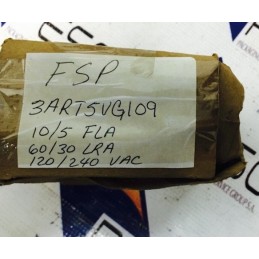 FSP
3ART5VG109
10/5 FLA
60/30 LRA
120/240 VAC